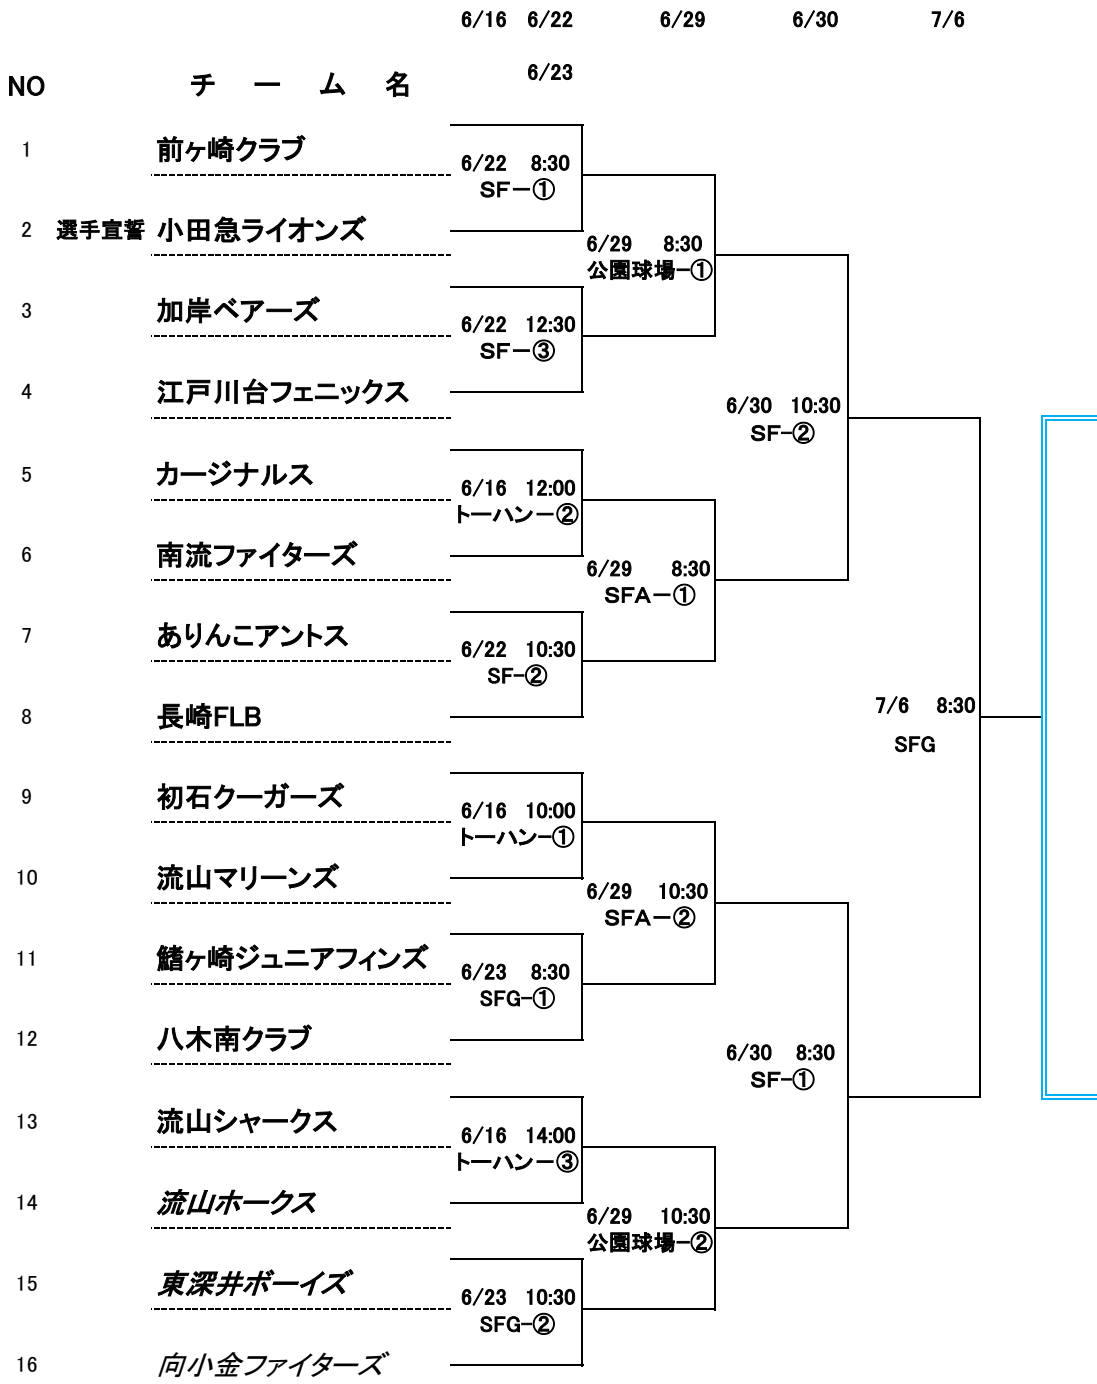 6/16 6/22 6/29 6/30 7/6
6/23
NO チーム名
1 前ヶ崎クラブ
6/22 8:30
SF－①
2 選手宣誓 小田急ライオンズ
6/29 8:30
公園球場-①
3 加岸ベアーズ
6/22 12:30
SF－③
4 江戸川台フェニックス
6/30 10:30
SF-②
5 カージナルス
6/16 12:00
トーハン－②
6 南流ファイターズ
6/29 8:30
SFA－①
7 ありんこアントス
6/22 10:30
SF-②
8 長崎FLB
7/6 8:30
SFG
9 初石クーガーズ
6/16 10:00
トーハン-①
10 流山マリーンズ
6/29 10:30
SFA－②
11 鰭ヶ崎ジュニアフィンズ
6/23 8:30
SFG-①
12 八木南クラブ
6/30 8:30
SF-①
13 流山シャークス
6/16 14:00
トーハン－③
14 流山ホークス
6/29 10:30
公園球場-②
15 東深井ボーイズ
6/23 10:30
SFG-②
16 向小金ファイターズ